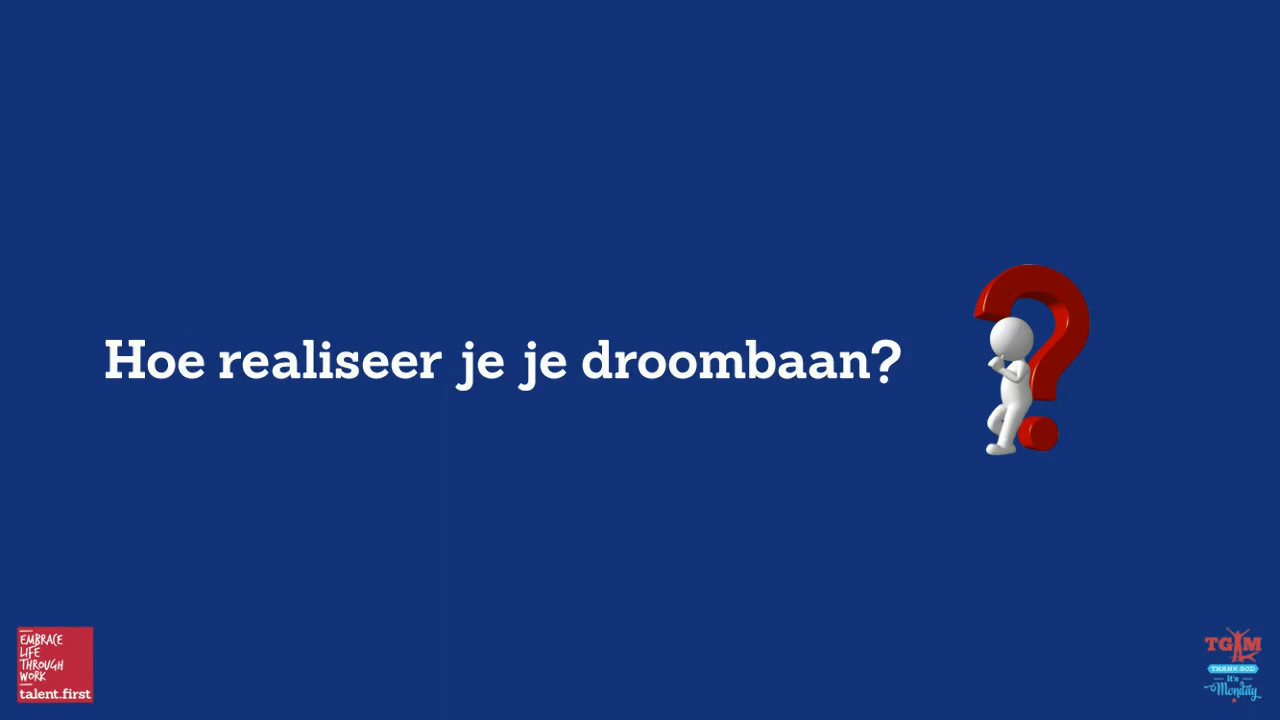 Hoe realiseer je je droombaan?
EMBRACE
LIFE
THROUGH
WORK
talent.first
TGIM
THANK GOD
it's
Monday